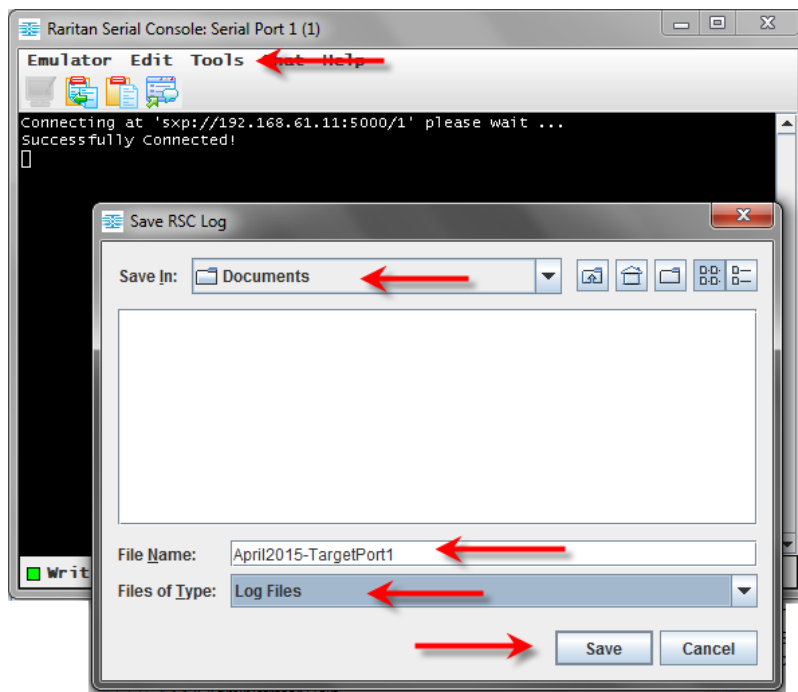 Raritan Serial Console: Serial Port 1 (1)
Emulator Edit Tools Chat Help
Connecting at 'sxp://192.168.61.11:5000/1' please wait ...
Successfully Connected!
Save RSC Log
Save In: Documents
File Name: April2015-TargetPort1
Writ
Files of Type: Log Files
Save Cancel